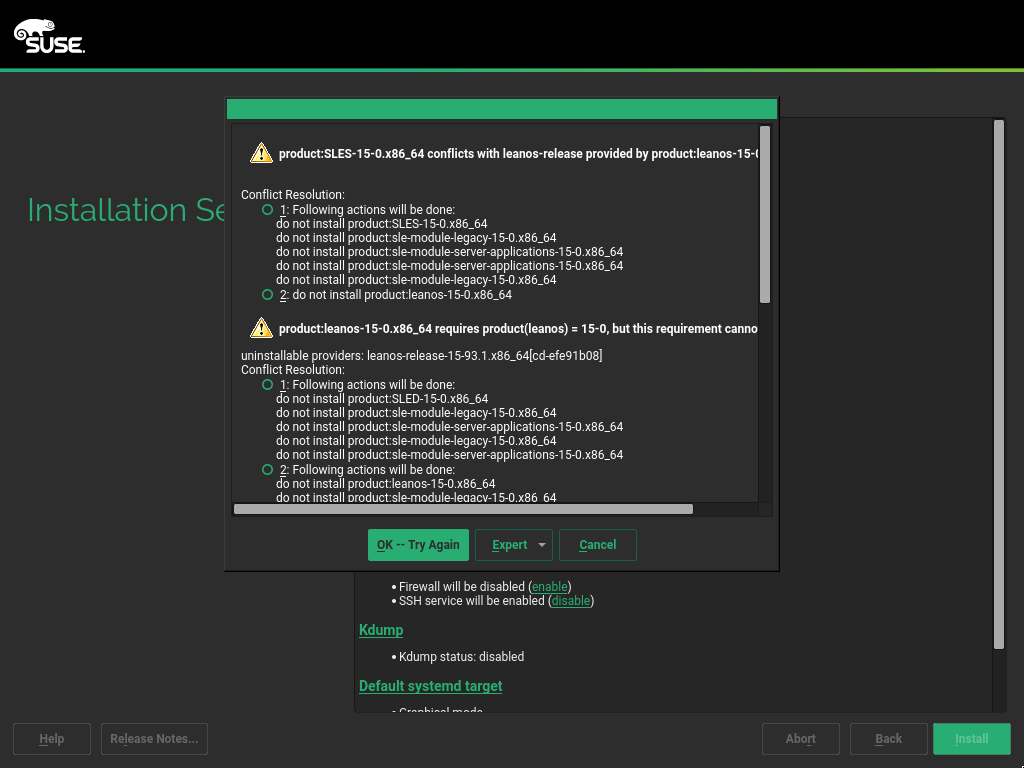 SUSE
Installation Se
product:SLES-15-0.x86_64 conflicts with leanos-release provided by product:leanos-15-
Conflict Resolution:
1: Following actions will be done:
do not install product:SLES-15-0.x86_64
do not install product:sle-module-legacy-15-0.x86_64
do not install product:sle-module-server-applications-15-0.x86_64
do not install product:sle-module-server-applications-15-0.x86_64
do not install product:sle-module-legacy-15-0.x86_64
2: do not install product:leanos-15-0.x86_64
product:leanos-15-0.x86_64 requires product(leanos) = 15-0, but this requirement canno
uninstallable providers: leanos-release-15-93.1.x86_64[cd-efe91b08]
Conflict Resolution:
1: Following actions will be done:
do not install product:SLED-15-0.x86_64
do not install product:sle-module-legacy-15-0.x86_64
do not install product:sle-module-server-applications-15-0.x86_64
do not install product:sle-module-legacy-15-0.x86_64
do not install product:sle-module-server-applications-15-0.x86_64
2: Following actions will be done:
do not install product:leanos-15-0.x86_64
do not install product:sle-module-legacy-15-0.x86_64
OK -- Try Again
Expert
Cancel
• Firewall will be disabled (enable)
• SSH service will be enabled (disable)
Kdump
• Kdump status: disabled
Default systemd target
• Graphical mode
Help
Release Notes...
Abort
Back
Install